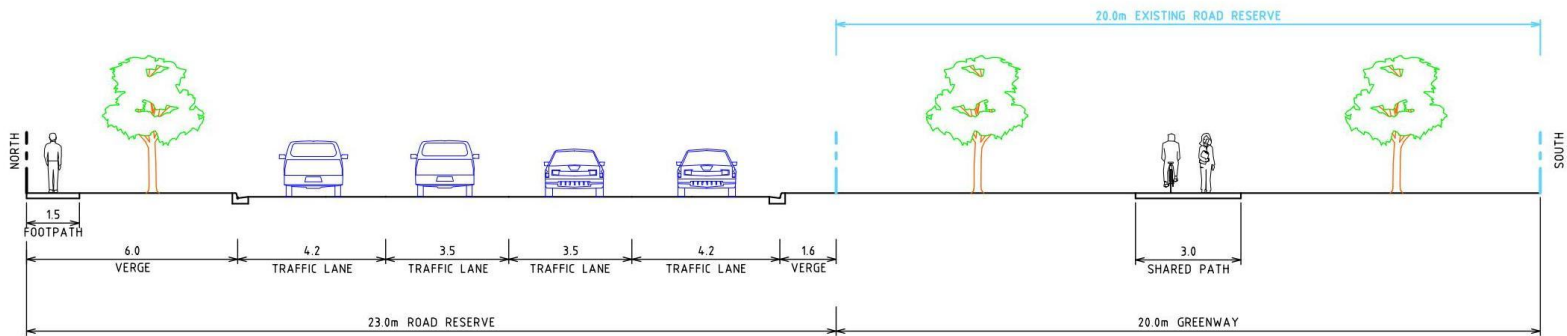 20.0m EXISTING ROAD RESERVE
NORTH
SOUTH
1.5
FOOTPATH
6.0
VERGE
4.2
TRAFFIC LANE
3.5
TRAFFIC LANE
3.5
TRAFFIC LANE
4.2
TRAFFIC LANE
1.6
VERGE
3.0
SHARED PATH
23.0m ROAD RESERVE
20.0m GREENWAY